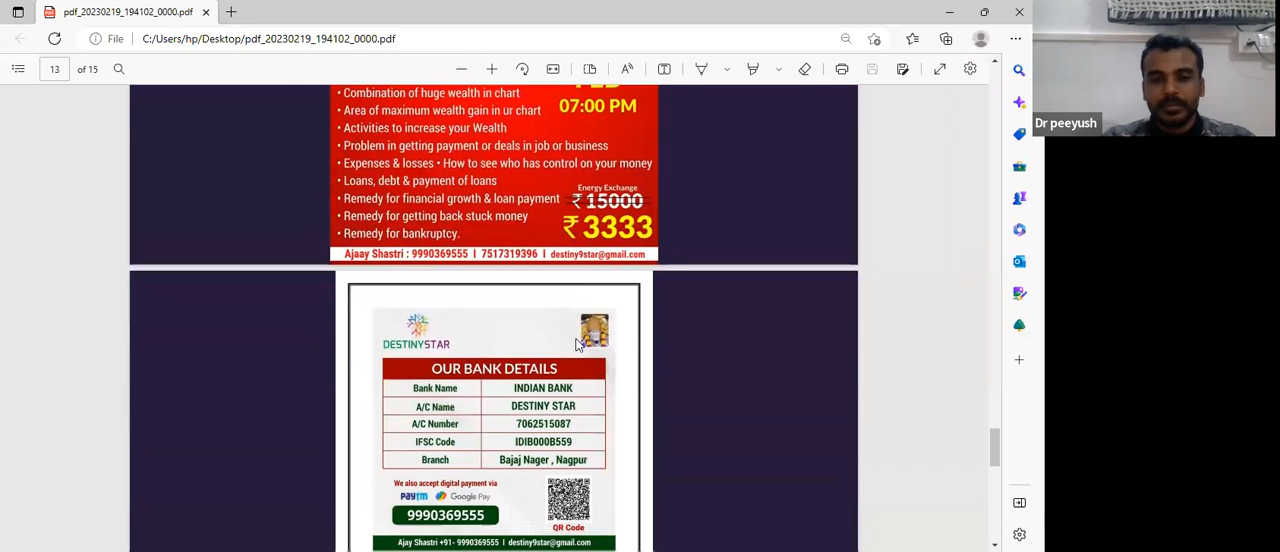 pdf_20230219_194102_0000.pdf
File
C:/Users/hp/Desktop/pdf_20230219_194102_0000.pdf
13
of 15
Dr peeyush
• Combination of huge wealth in chart
07:00 PM
• Area of maximum wealth gain in ur chart
• Activities to increase your Wealth
• Problem in getting payment or deals in job or business
• Expenses & losses • How to see who has control on your money
• Loans, debt & payment of loans
Energy Exchange
• Remedy for financial growth & loan payment
₹15000
• Remedy for getting back stuck money
₹3333
• Remedy for bankruptcy.
Ajaay Shastri : 9990369555 I 7517319396 I destiny9star@gmail.com
DESTINYSTAR
OUR BANK DETAILS
Bank Name INDIAN BANK
A/C Name DESTINY STAR
A/C Number 7062515087
IFSC Code IDIB000B559
Branch Bajaj Nager , Nagpur
We also accept digital payment via
Paytm Google Pay
9990369555
QR Code
Ajay Shastri +91- 9990369555 I destiny9star@gmail.com